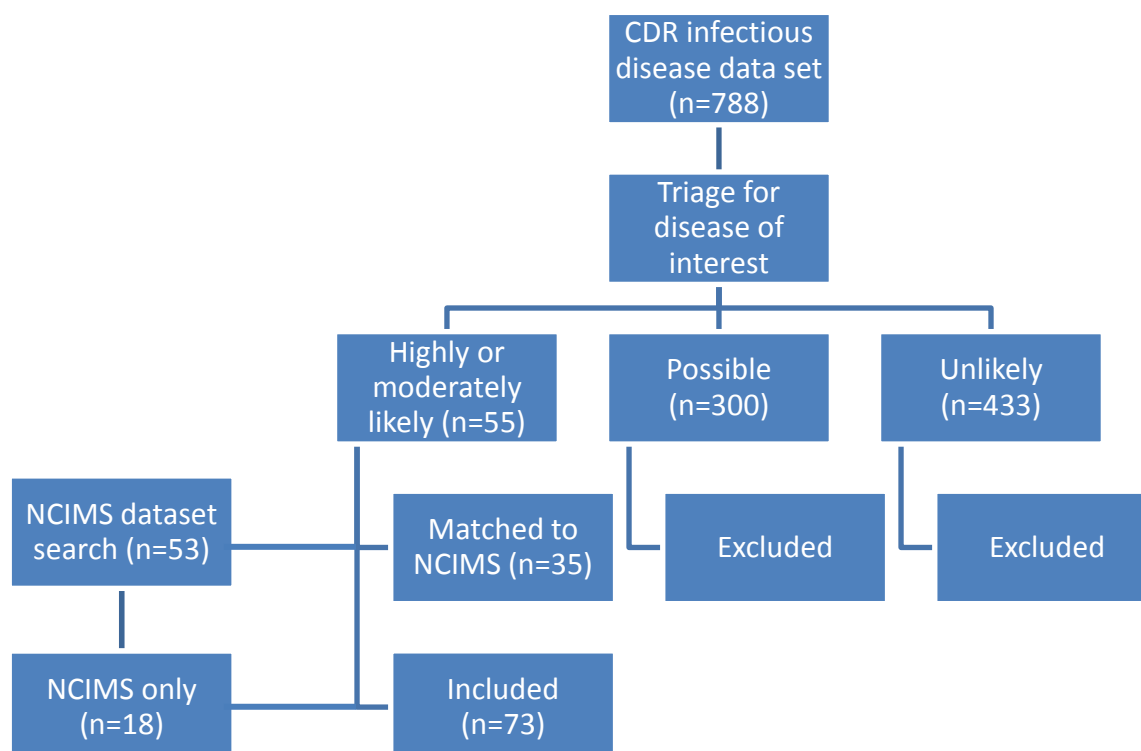 CDR infectious
disease data set
(n=788)
Triage for
disease of
interest
Highly or
moderately
likely (n=55)
Possible
(n=300)
Unlikely
(n=433)
NCIMS dataset
search (n=53)
Matched to
NCIMS (n=35)
Excluded
Excluded
NCIMS only
(n=18)
Included
(n=73)